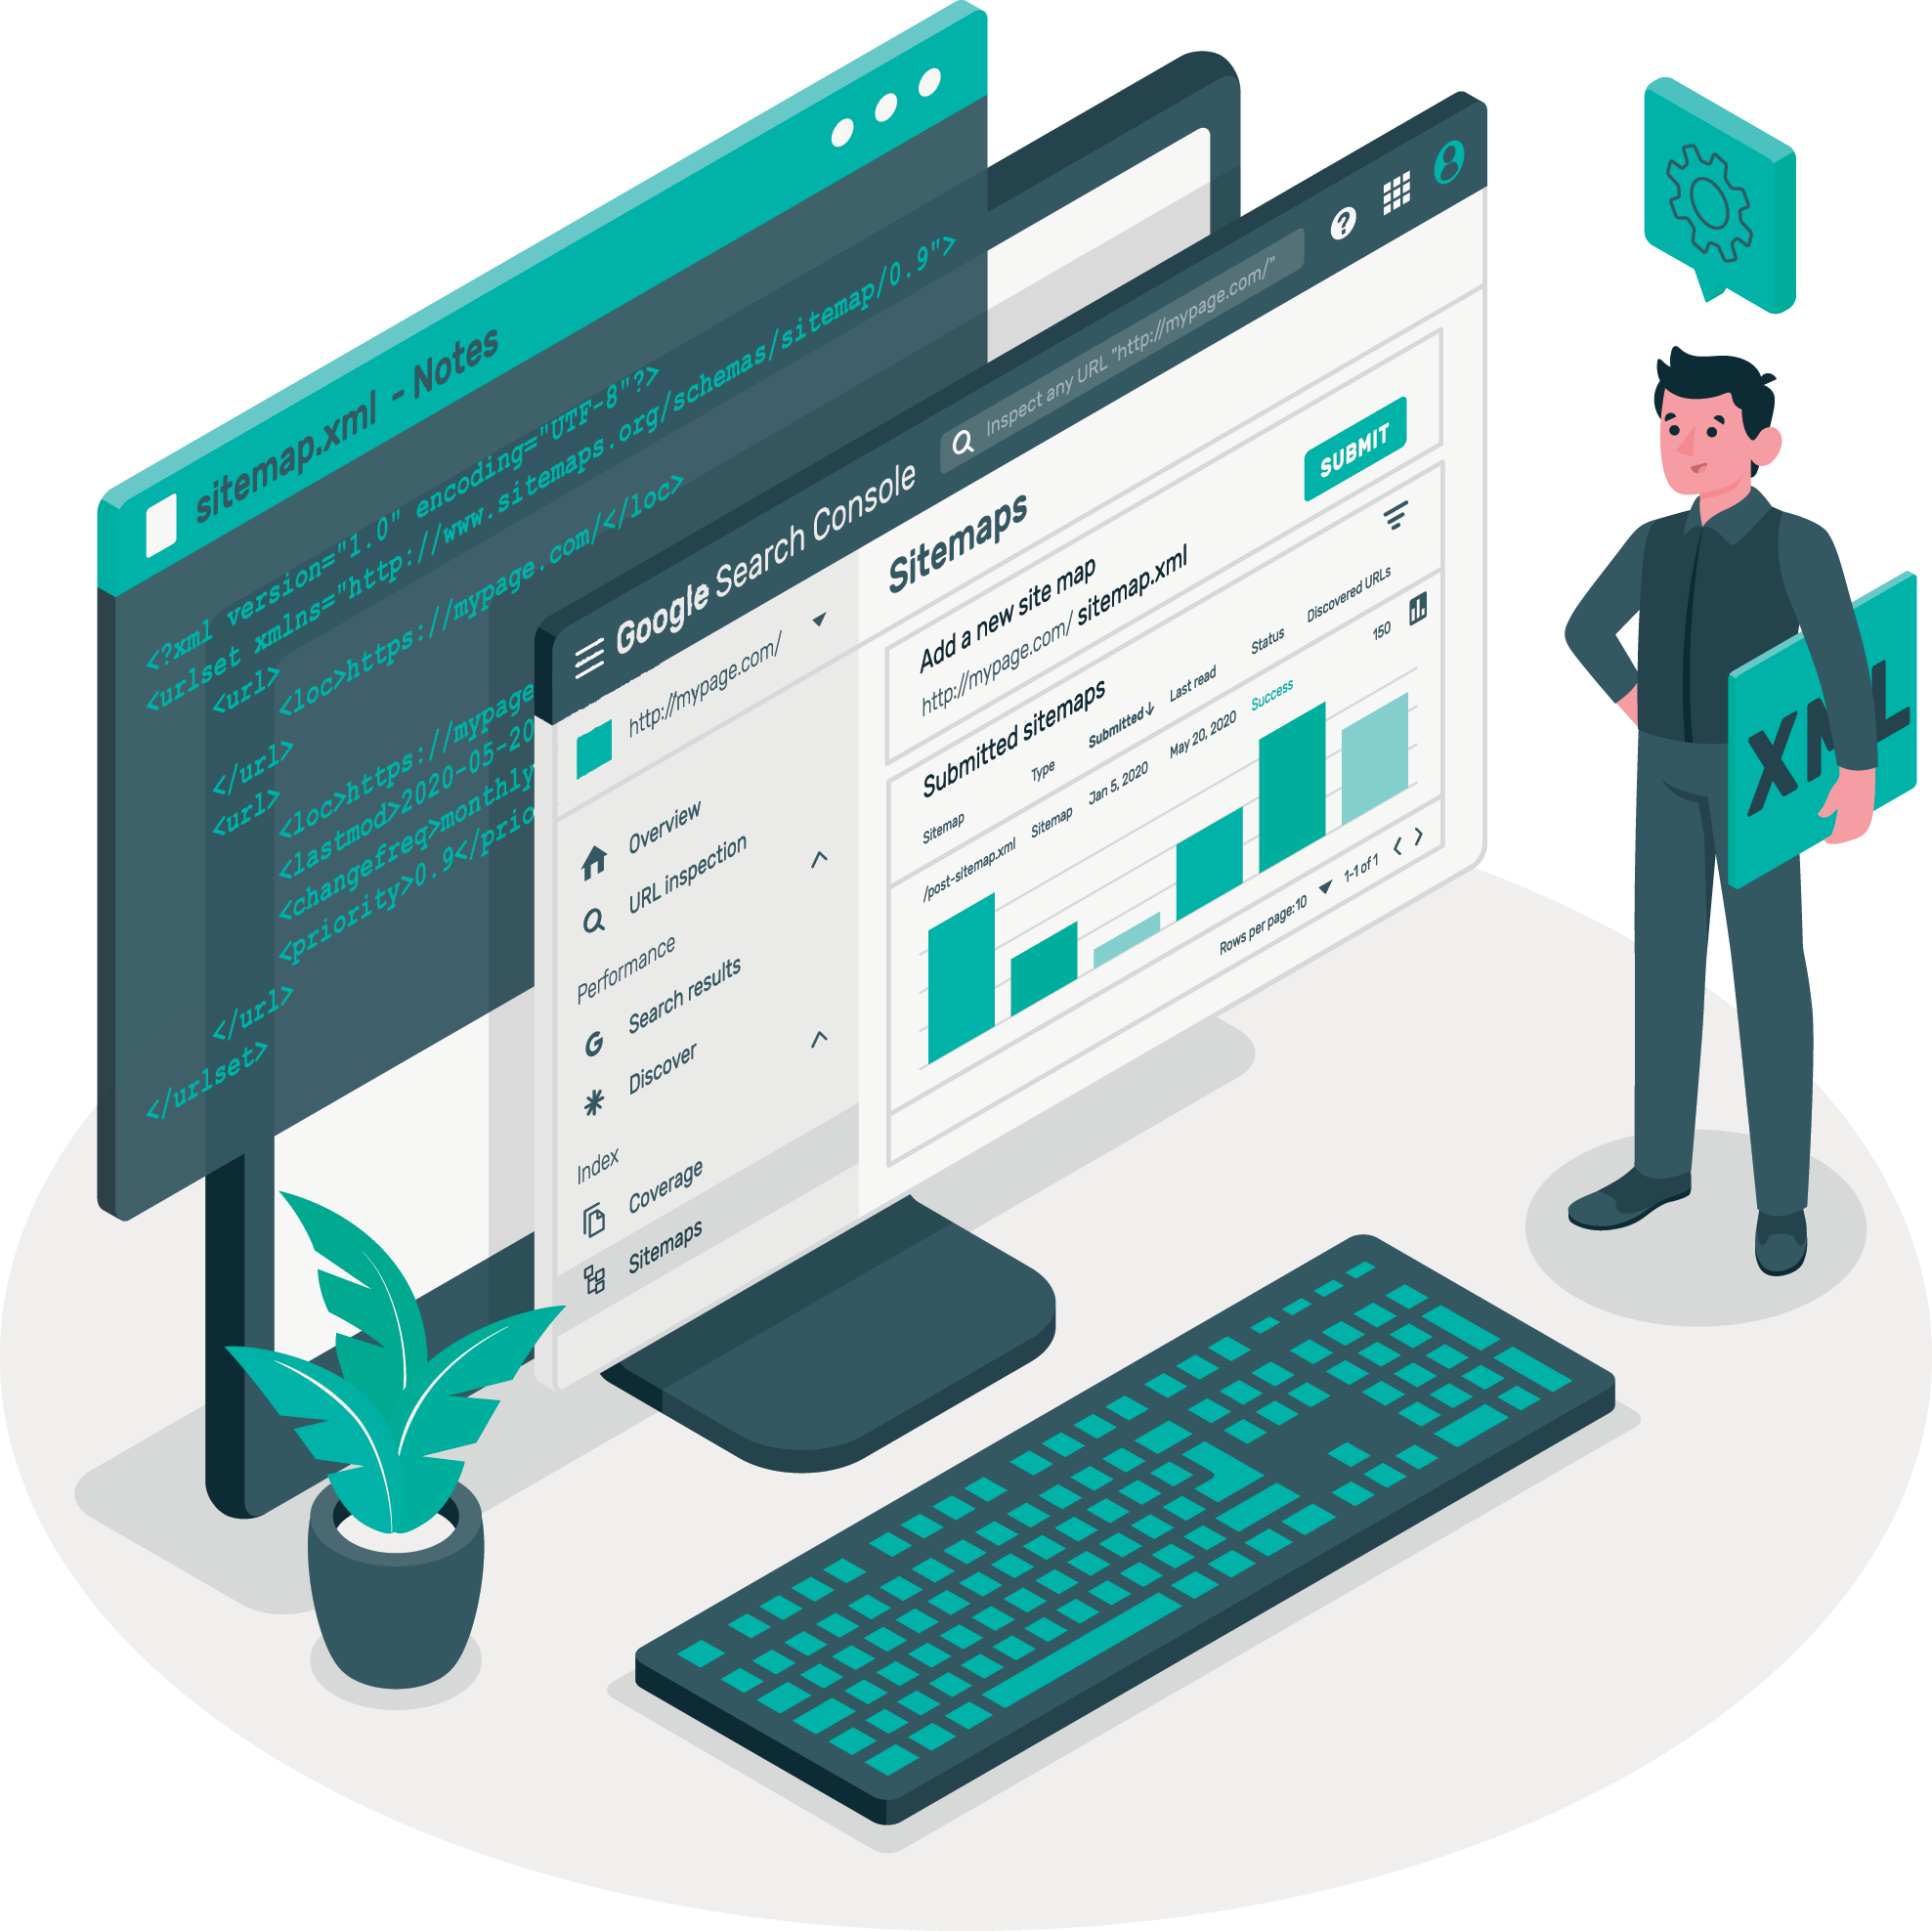 sitemap.xml - Notes
<?xml version="1.0" encoding="UTF-8"?>
<urlset xmlns="http://www.sitemaps.org/schemas/sitemap/0.9">
<url>
<loc>https://mypage.com/</loc>
</url>
<url>
<loc>https://mypage
<lastmod>2020-05-20
<changefreq>monthly
<priority>0.9</prio
</url>
</urlset>
Google Search Console
Inspect any URL "http://mypage.com/"
http://mypage.com/
Overview
URL inspection
Performance
Search results
Discover
Index
Coverage
Sitemaps
Sitemaps
Add a new site map
http://mypage.com/ sitemap.xml
SUBMIT
Submitted sitemaps
Sitemap Type Submitted↓ Last read Status Discovered URLs
/post-sitemap.xml Sitemap Jan 5, 2020 May 20, 2020 Success 150
Rows per page:10 1-1 of 1 < >
XML